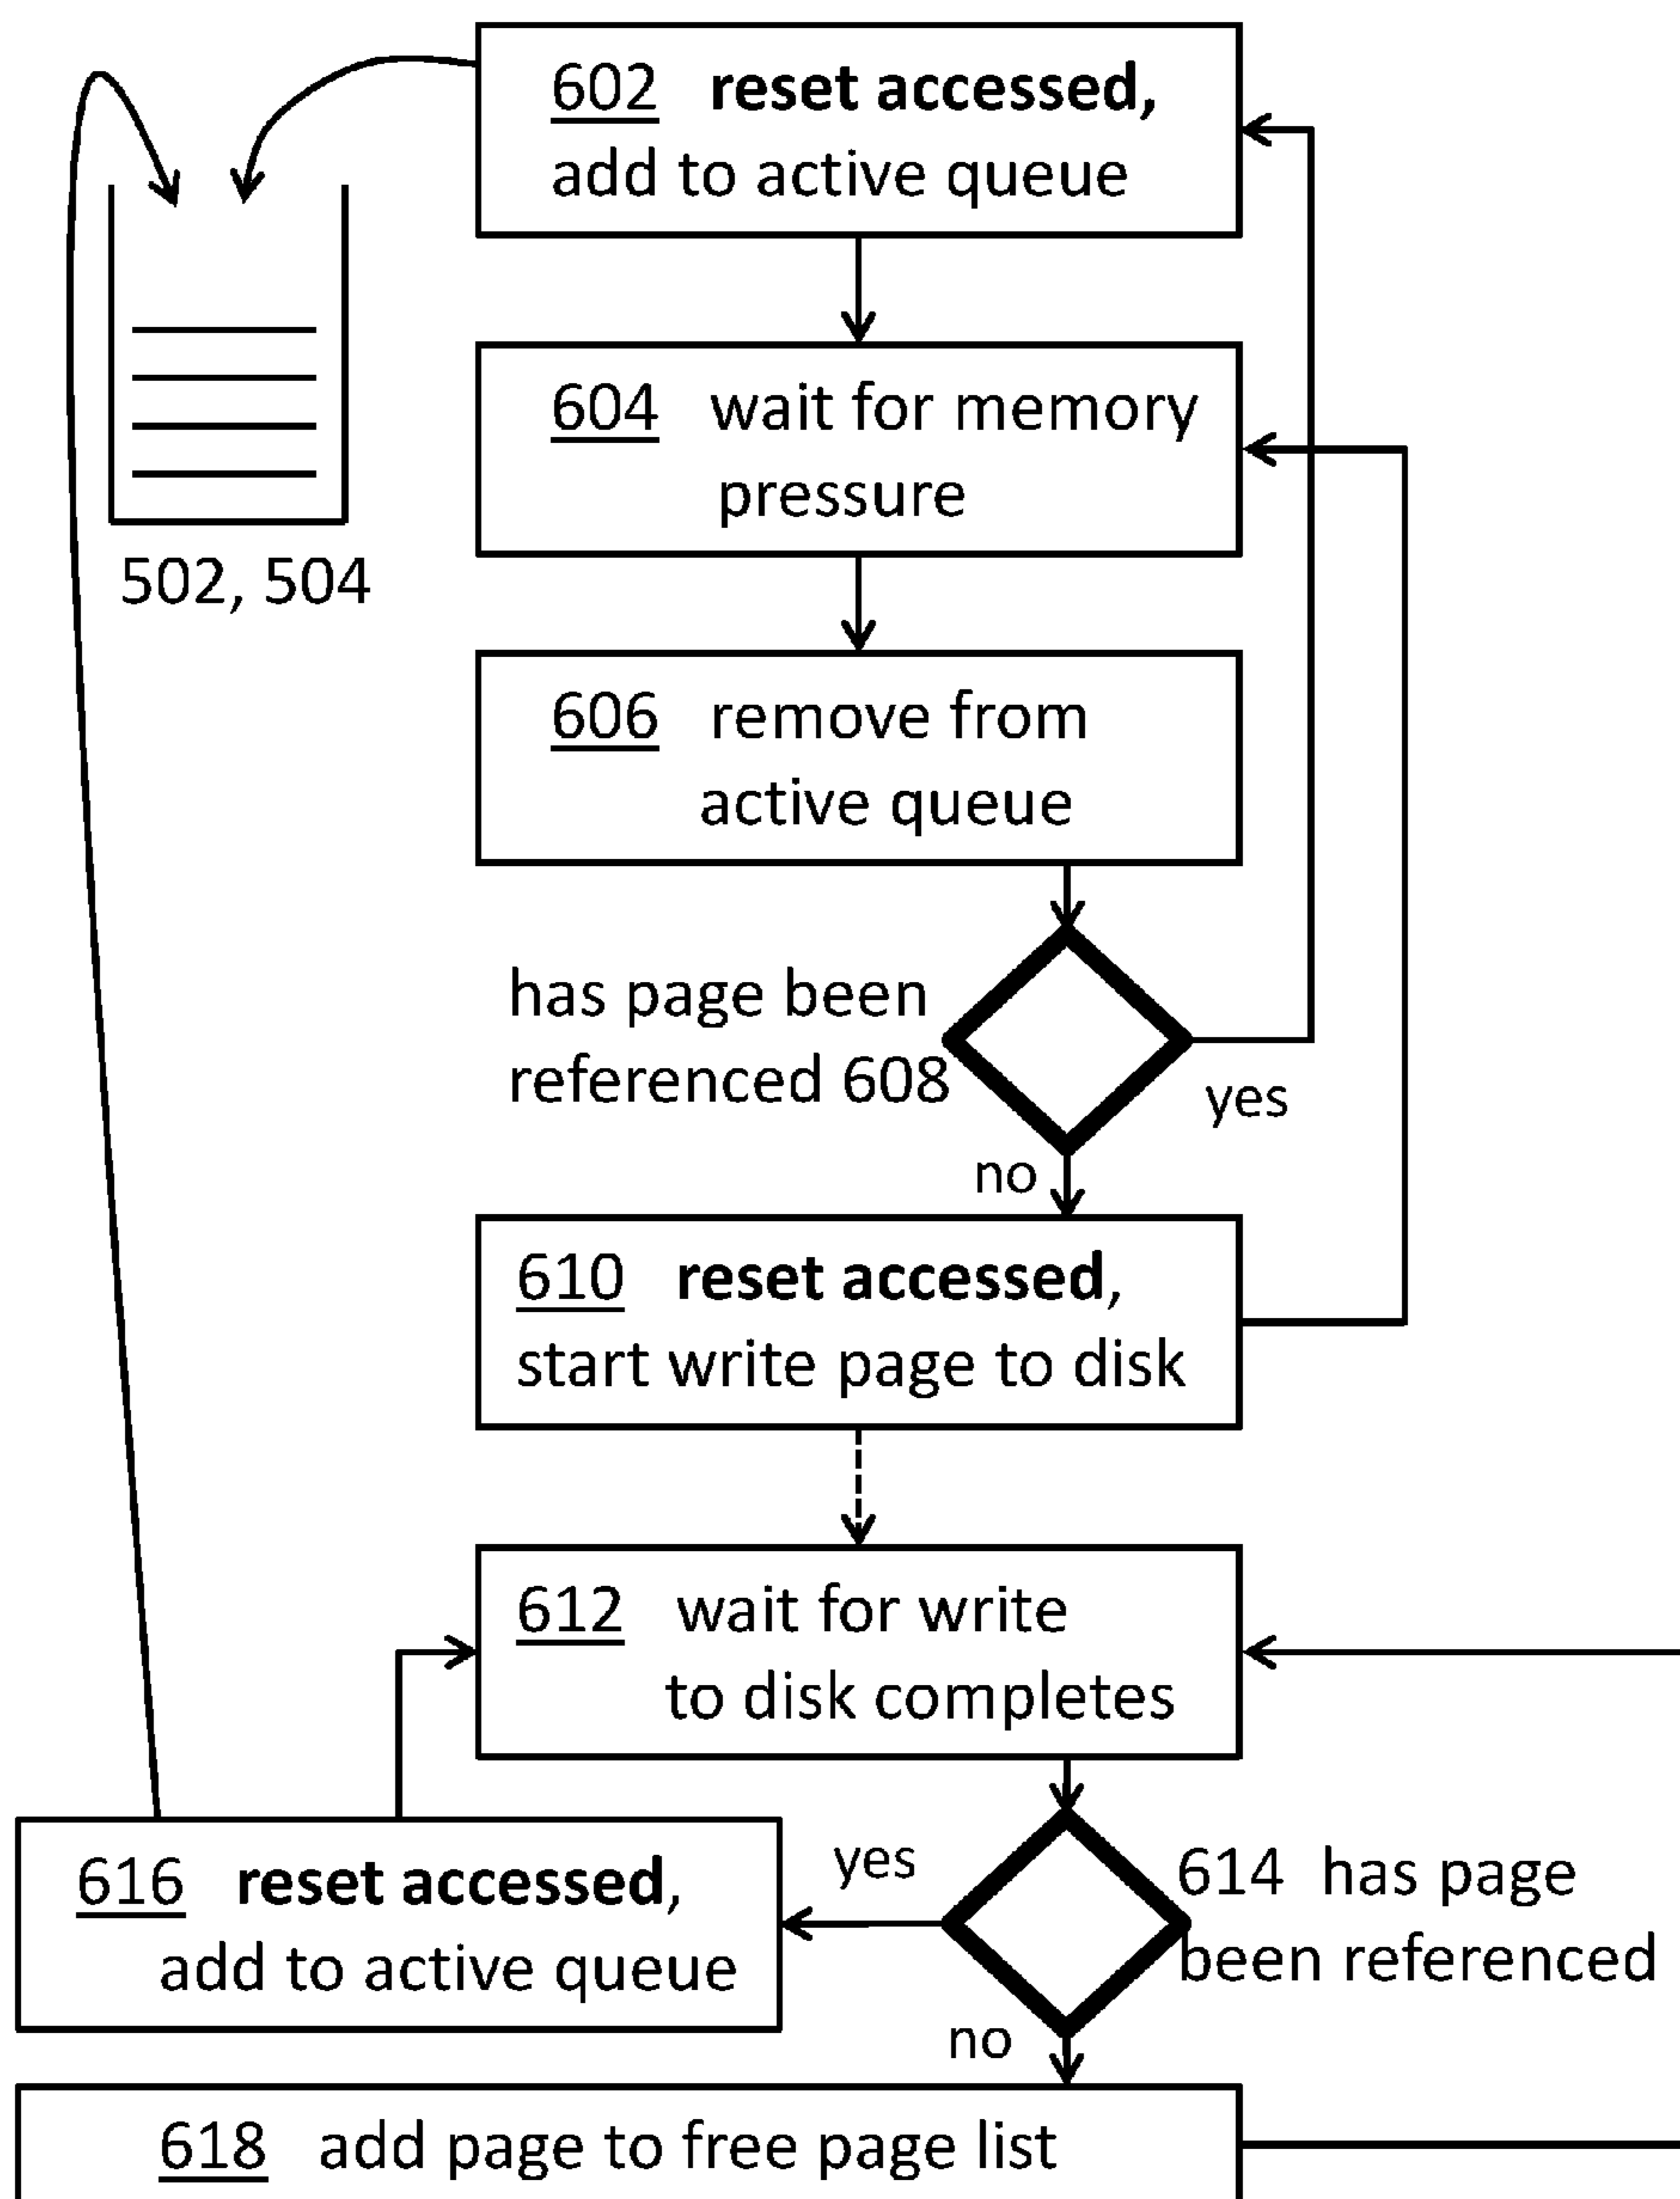 602 reset accessed,
add to active queue
604 wait for memory
pressure
502, 504
606 remove from
active queue
has page been
referenced 608
yes
no
610 reset accessed,
start write page to disk
612 wait for write
to disk completes
yes
614 has page
been referenced
616 reset accessed,
add to active queue
no
618 add page to free page list